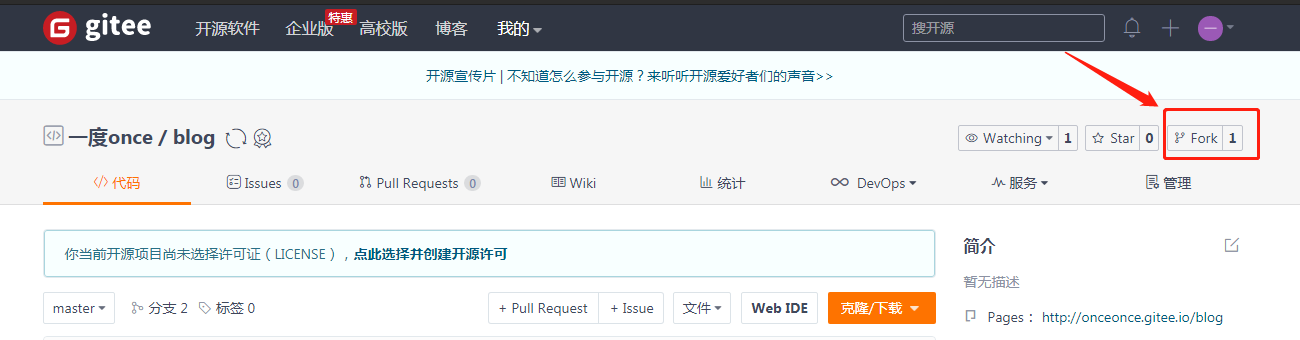 gitee 开源软件 企业版 特惠 高校版 博客 我的 搜开源
开源宣传片 | 不知道怎么参与开源？来听听开源爱好者们的声音>>
一度once / blog Watching 1 Star 0 Fork 1
代码 Issues 0 Pull Requests 0 Wiki 统计 DevOps 服务 管理
你当前开源项目尚未选择许可证（LICENSE），点此选择并创建开源许可
简介
暂无描述
master 分支 2 标签 0 + Pull Request + Issue 文件 Web IDE 克隆/下载
Pages： http://onceonce.gitee.io/blog